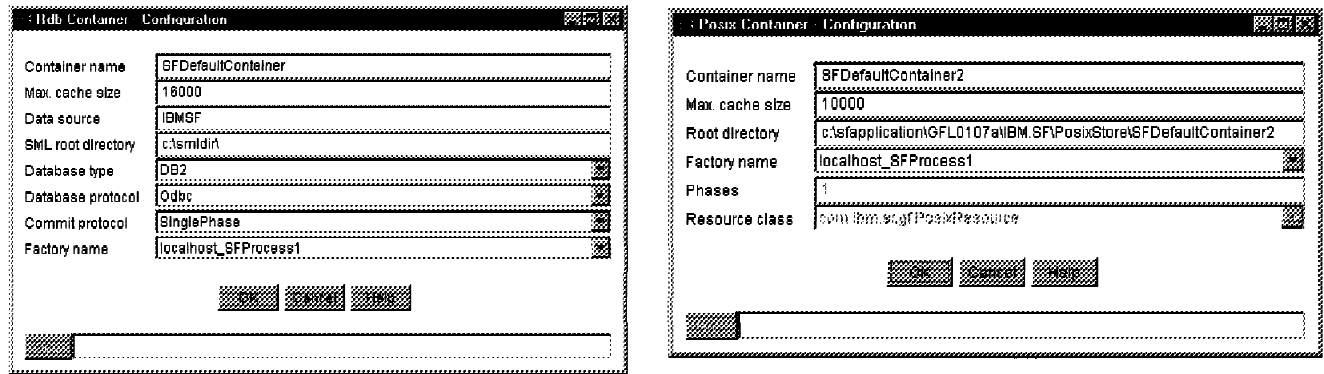 Rdb Container - Configuration
Container name SFDefaultContainer
Max. cache size 16000
Data source IBMSF
SML root directory c:\smldir\
Database type DB2
Database protocol Odbc
Commit protocol SinglePhase
Factory name localhost_SFProcess1
OK Cancel Help
Posix Container - Configuration
Container name SFDefaultContainer2
Max. cache size 10000
Root directory c:\sfapplication\GFL0107a\IBM.SF\PosixStore\SFDefaultContainer2
Factory name localhost_SFProcess1
Phases 1
Resource class com.ibm.sf.gf.PosixResource
OK Cancel Help